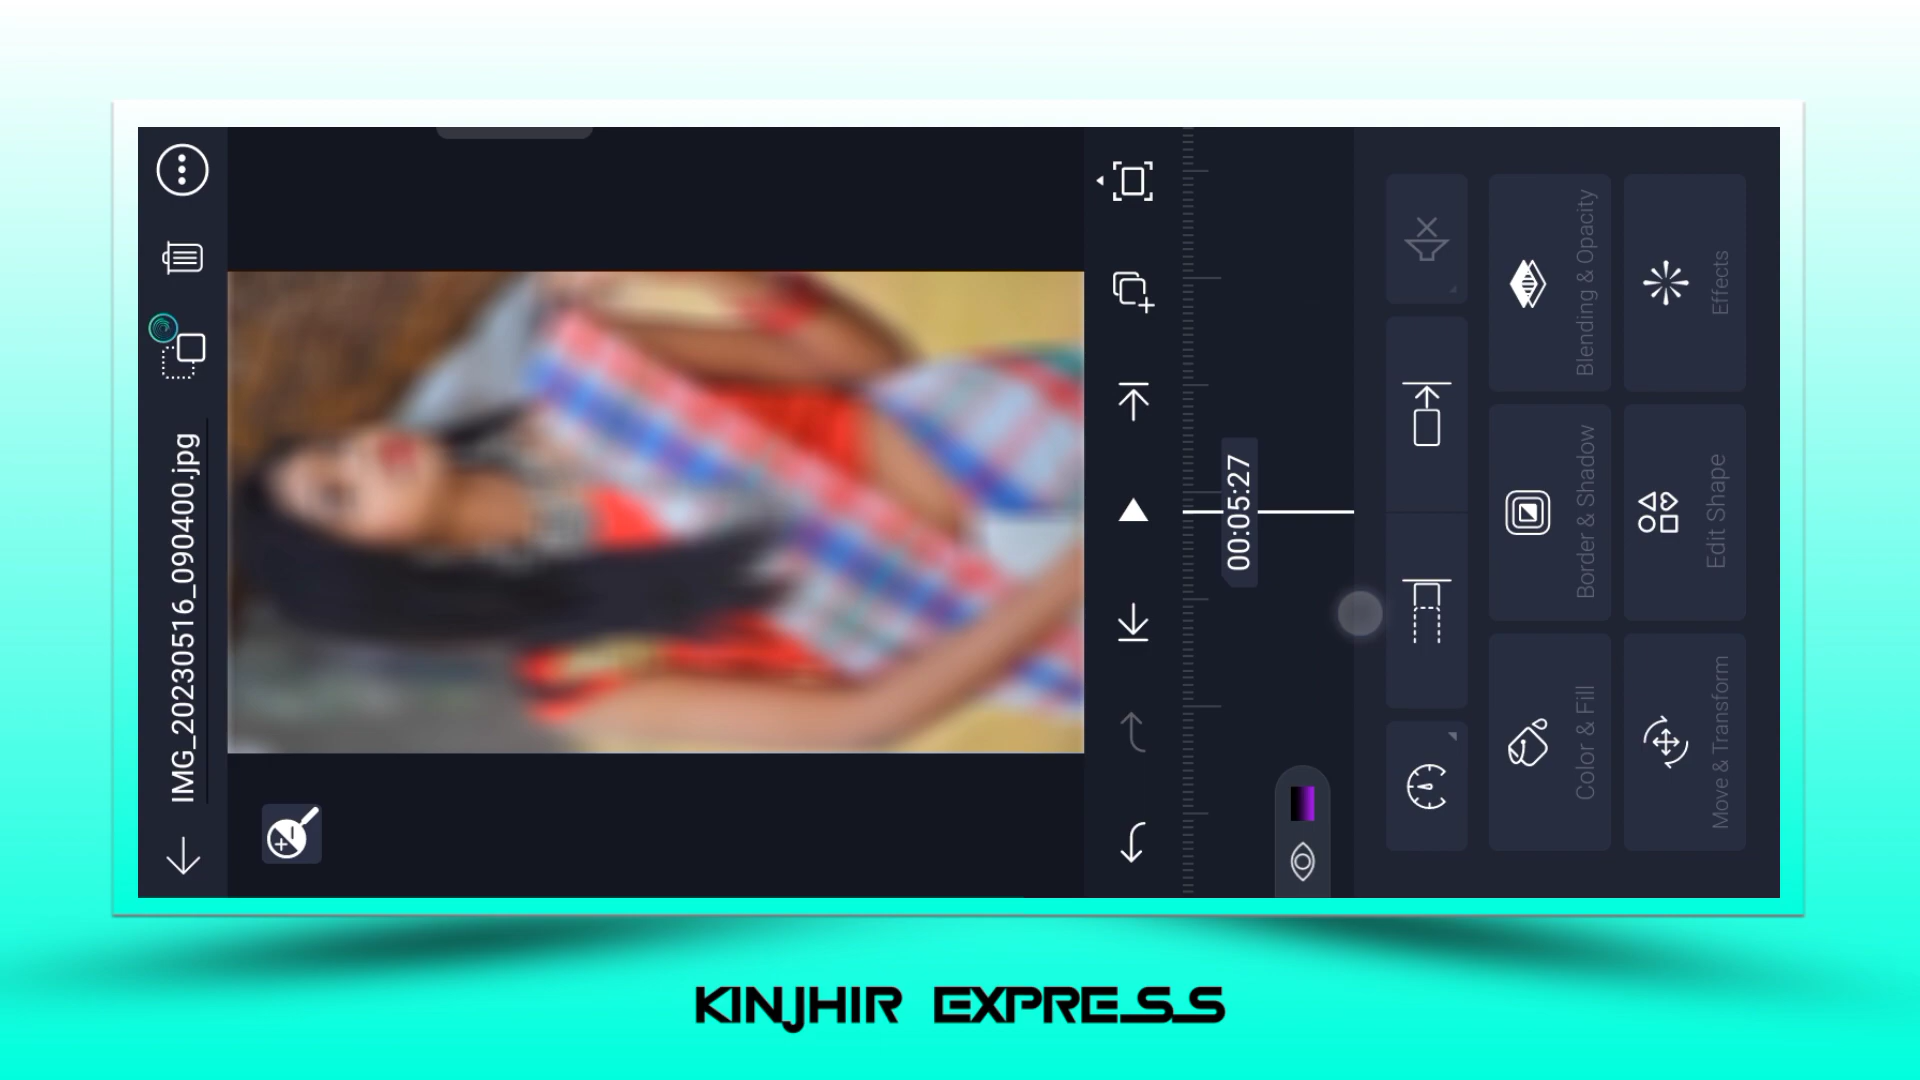 IMG_20230516_090400.jpg
00:05:27
Blending & Opacity
Border & Shadow
Color & Fill
Effects
Edit Shape
Move & Transform
KINJHIR EXPRESS